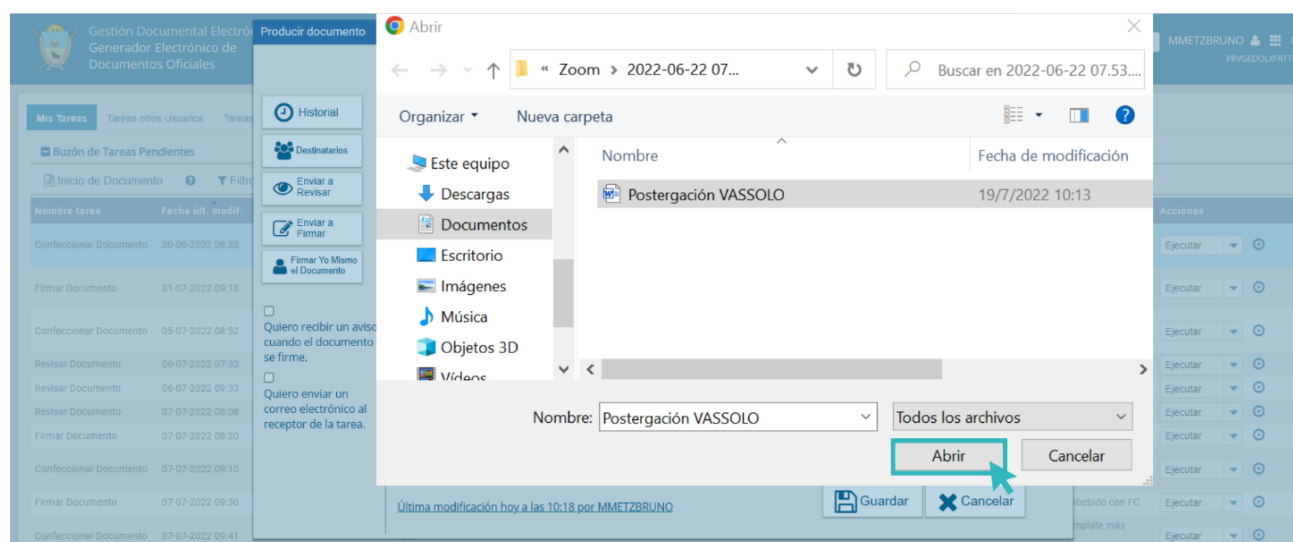 Gestión Documental Electró
Generador Electrónico de
Documentos Oficiales
Producir documento
Abrir
MMETZBRUNO
« Zoom > 2022-06-22 07...
Buscar en 2022-06-22 07.53....
Organizar
Nueva carpeta
Mis Tareas
Tareas otros Usuarios
Tareas
Historial
Destinatarios
Enviar a
Revisar
Enviar a
Firmar
Firmar Yo Mismo
el Documento
Buzón de Tareas Pendientes
Inicio de Documento
Filtro
Este equipo
Descargas
Documentos
Escritorio
Imágenes
Música
Objetos 3D
Vídeos
Nombre
Fecha de modificación
Postergación VASSOLO
19/7/2022 10:13
Nombre tarea
Fecha últ. modif.
Acciones
Confeccionar Documento 30-06-2022 08:33
Ejecutar
Firmar Documento 01-07-2022 09:18
Ejecutar
Confeccionar Documento 05-07-2022 08:52
Ejecutar
Revisar Documento 06-07-2022 07:32
Ejecutar
Revisar Documento 06-07-2022 09:33
Ejecutar
Revisar Documento 07-07-2022 08:08
Ejecutar
Firmar Documento 07-07-2022 08:20
Ejecutar
Confeccionar Documento 07-07-2022 09:10
Ejecutar
Firmar Documento 07-07-2022 09:30
Ejecutar
Confeccionar Documento 07-07-2022 09:41
Ejecutar
Quiero recibir un aviso
cuando el documento
se firme.
Quiero enviar un
correo electrónico al
receptor de la tarea.
Nombre: Postergación VASSOLO
Todos los archivos
Abrir
Cancelar
Última modificación hoy a las 10:18 por MMETZBRUNO
Guardar
Cancelar
con FC
mplate más